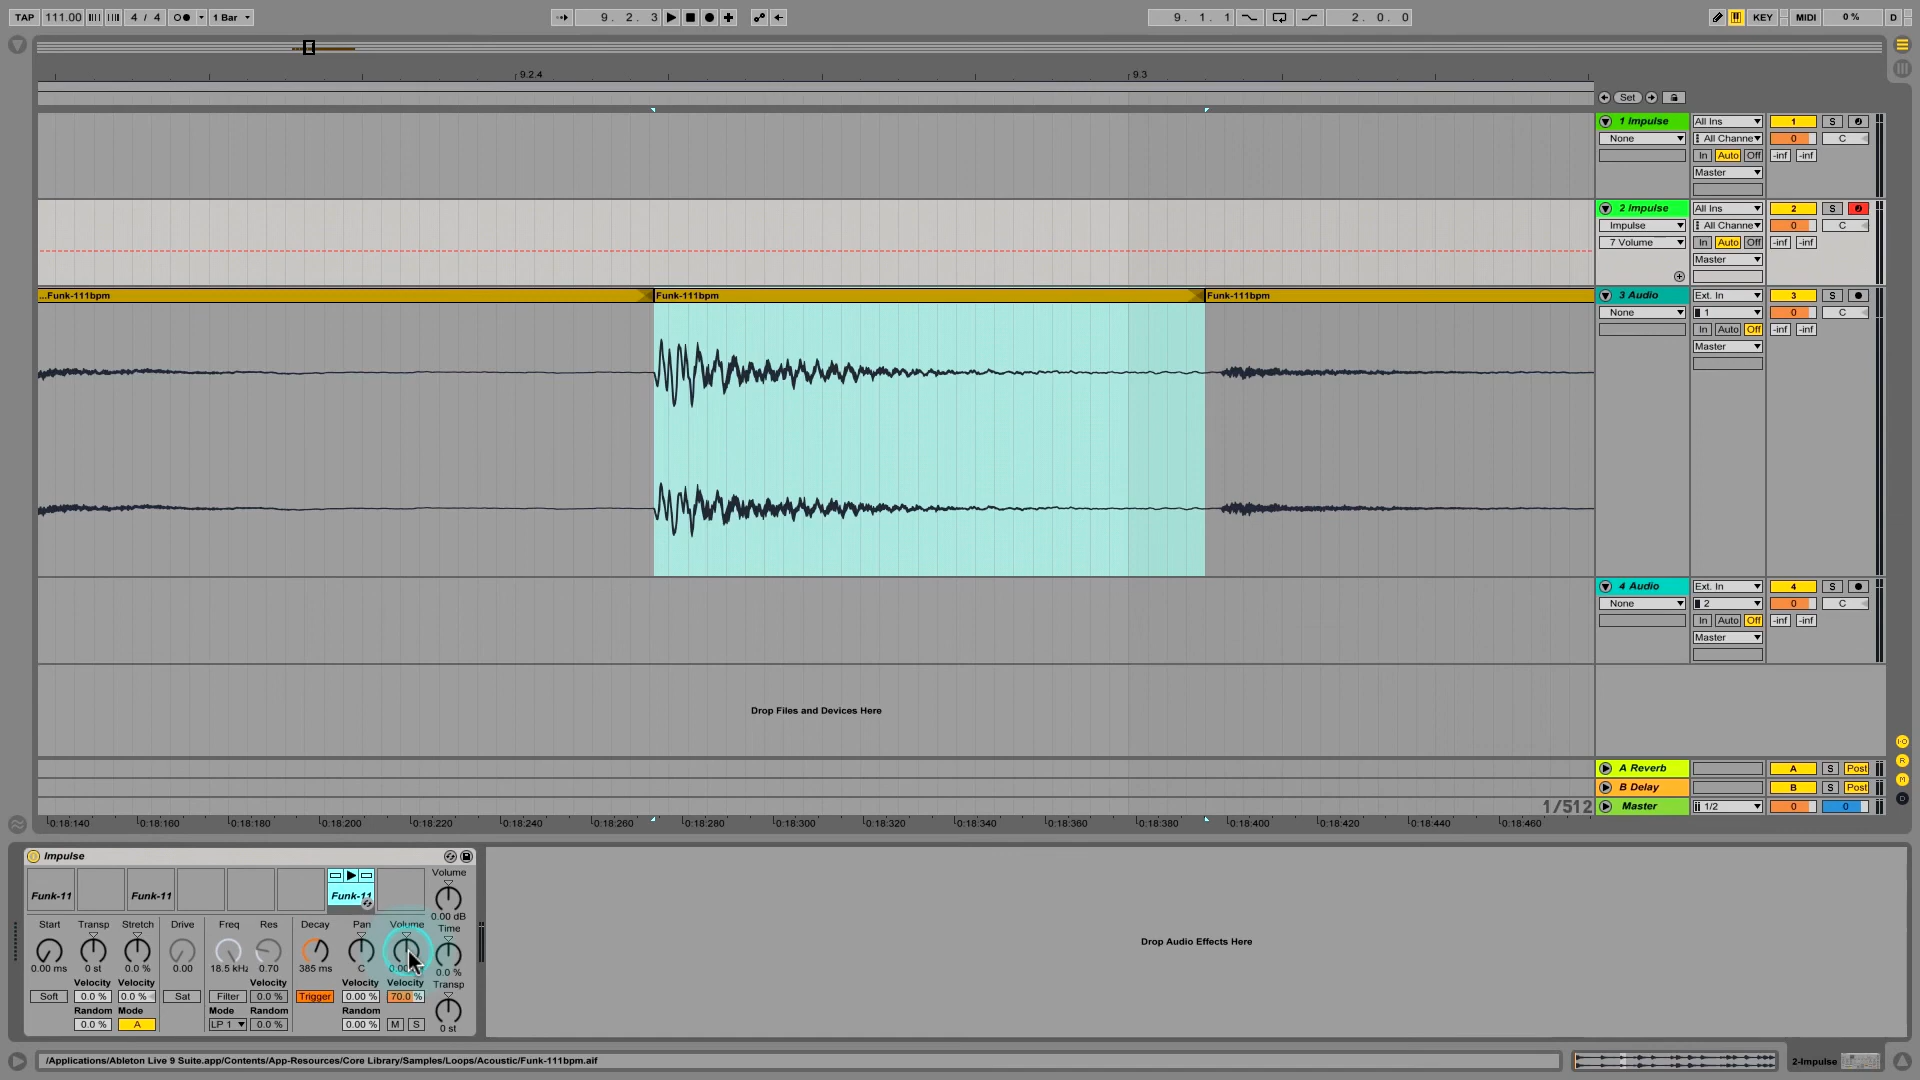 TAP 111.00 4 / 4 1 Bar 9. 2. 3 9. 1. 1 2. 0. 0 KEY MIDI 0 % D
9.2.4 9.3
Set
1 Impulse All Ins 1 S
None All Channe 0 C
In Auto Off -inf -inf
Master
2 Impulse All Ins 2 S
Impulse All Channe 0 C
7 Volume In Auto Off -inf -inf
Master
...Funk-111bpm Funk-111bpm Funk-111bpm 3 Audio Ext. In 3 S
None 1 0 C
In Auto Off -inf -inf
Master
4 Audio Ext. In 4 S
None 2 0 C
In Auto Off -inf -inf
Master
Drop Files and Devices Here
A Reverb A S Post
B Delay B S Post
1/512 Master 1/2 0 0
0:18:140 0:18:160 0:18:180 0:18:200 0:18:220 0:18:240 0:18:260 0:18:280 0:18:300 0:18:320 0:18:340 0:18:360 0:18:380 0:18:400 0:18:420 0:18:440 0:18:460
I·O
R
M
D
Impulse
Volume
Funk-11 Funk-11 Funk-11
0.00 dB
Start Transp Stretch Drive Freq Res Decay Pan Volume Time
0.00 ms 0 st 0.0 % 0.00 18.5 kHz 0.70 385 ms C 0.0 %
Velocity Velocity Velocity Velocity Velocity Transp
Soft 0.0 % 0.0 % Sat Filter 0.0 % Trigger 0.00 % 70.0 %
Random Mode Mode Random Random
0.0 % A LP 1 0.0 % 0.00 % M S 0 st
Drop Audio Effects Here
/Applications/Ableton Live 9 Suite.app/Contents/App-Resources/Core Library/Samples/Loops/Acoustic/Funk-111bpm.aif
2-Impulse